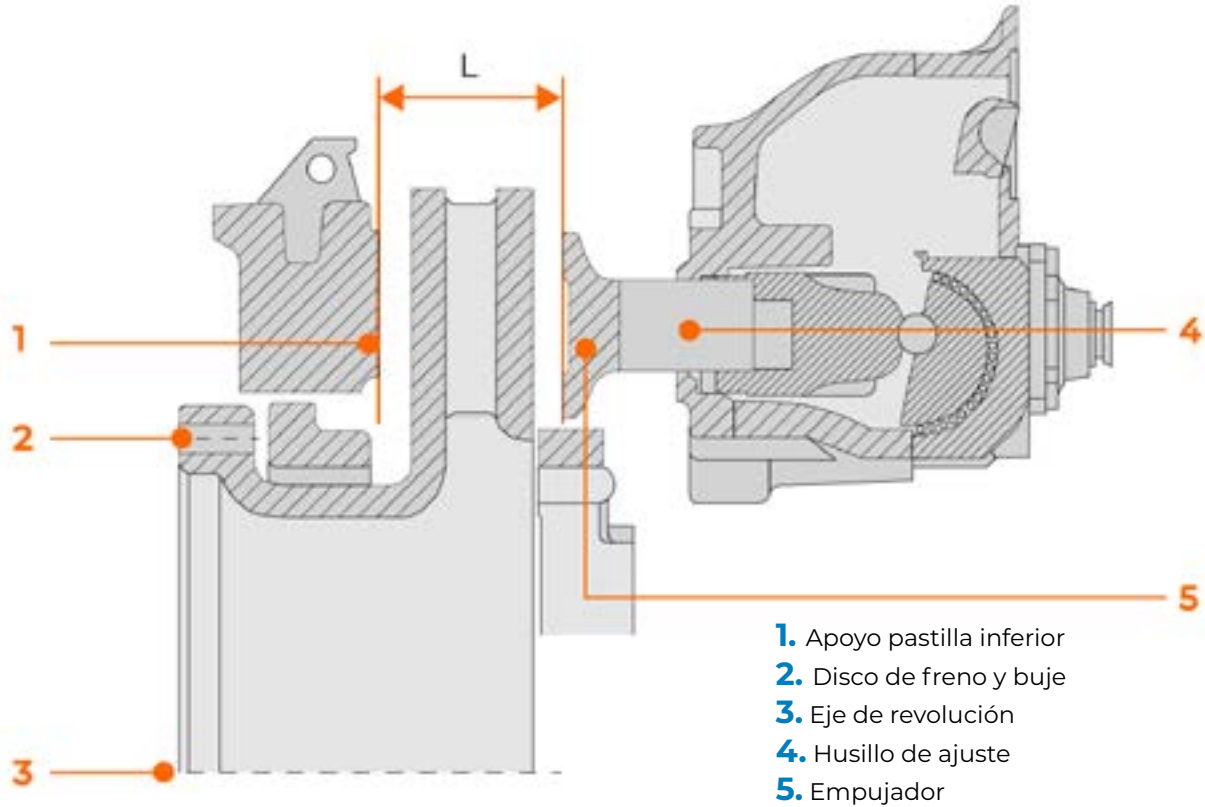 L
1
4
2
5
3
1. Apoyo pastilla inferior
2. Disco de freno y buje
3. Eje de revolución
4. Husillo de ajuste
5. Empujador